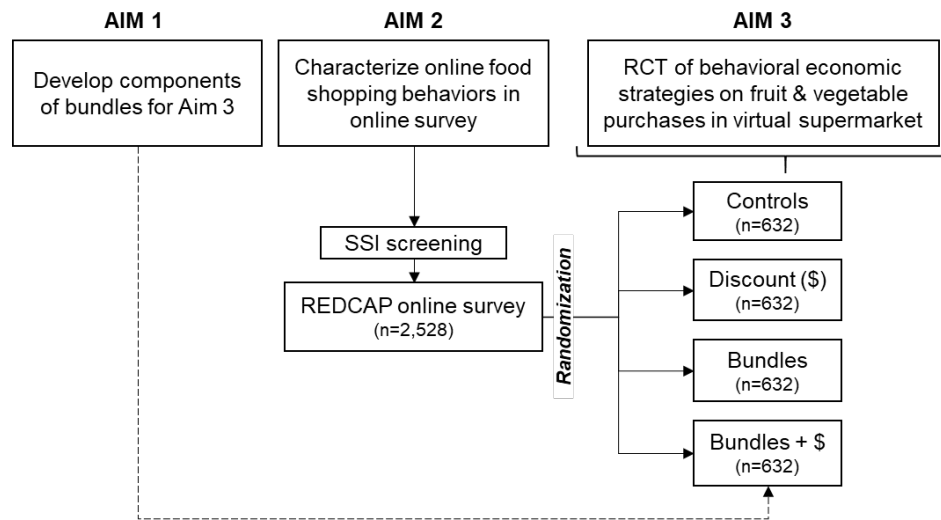 AIM 1
Develop components
of bundles for Aim 3
AIM 2
Characterize online food
shopping behaviors in
online survey
SSI screening
REDCAP online survey
(n=2,528)
Randomization
AIM 3
RCT of behavioral economic
strategies on fruit & vegetable
purchases in virtual supermarket
Controls
(n=632)
Discount ($)
(n=632)
Bundles
(n=632)
Bundles + $
(n=632)